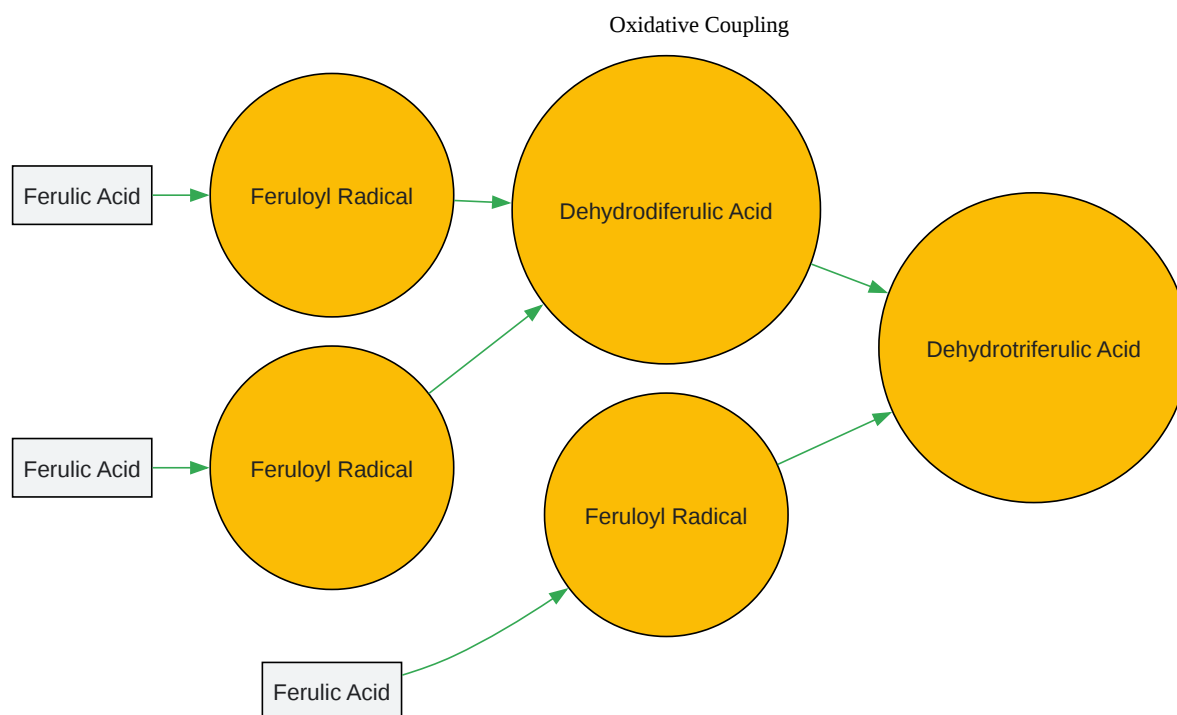 Oxidative Coupling
Ferulic Acid
Feruloyl Radical
Dehydrodiferulic Acid
Dehydrotriferulic Acid
Ferulic Acid
Feruloyl Radical
Feruloyl Radical
Ferulic Acid